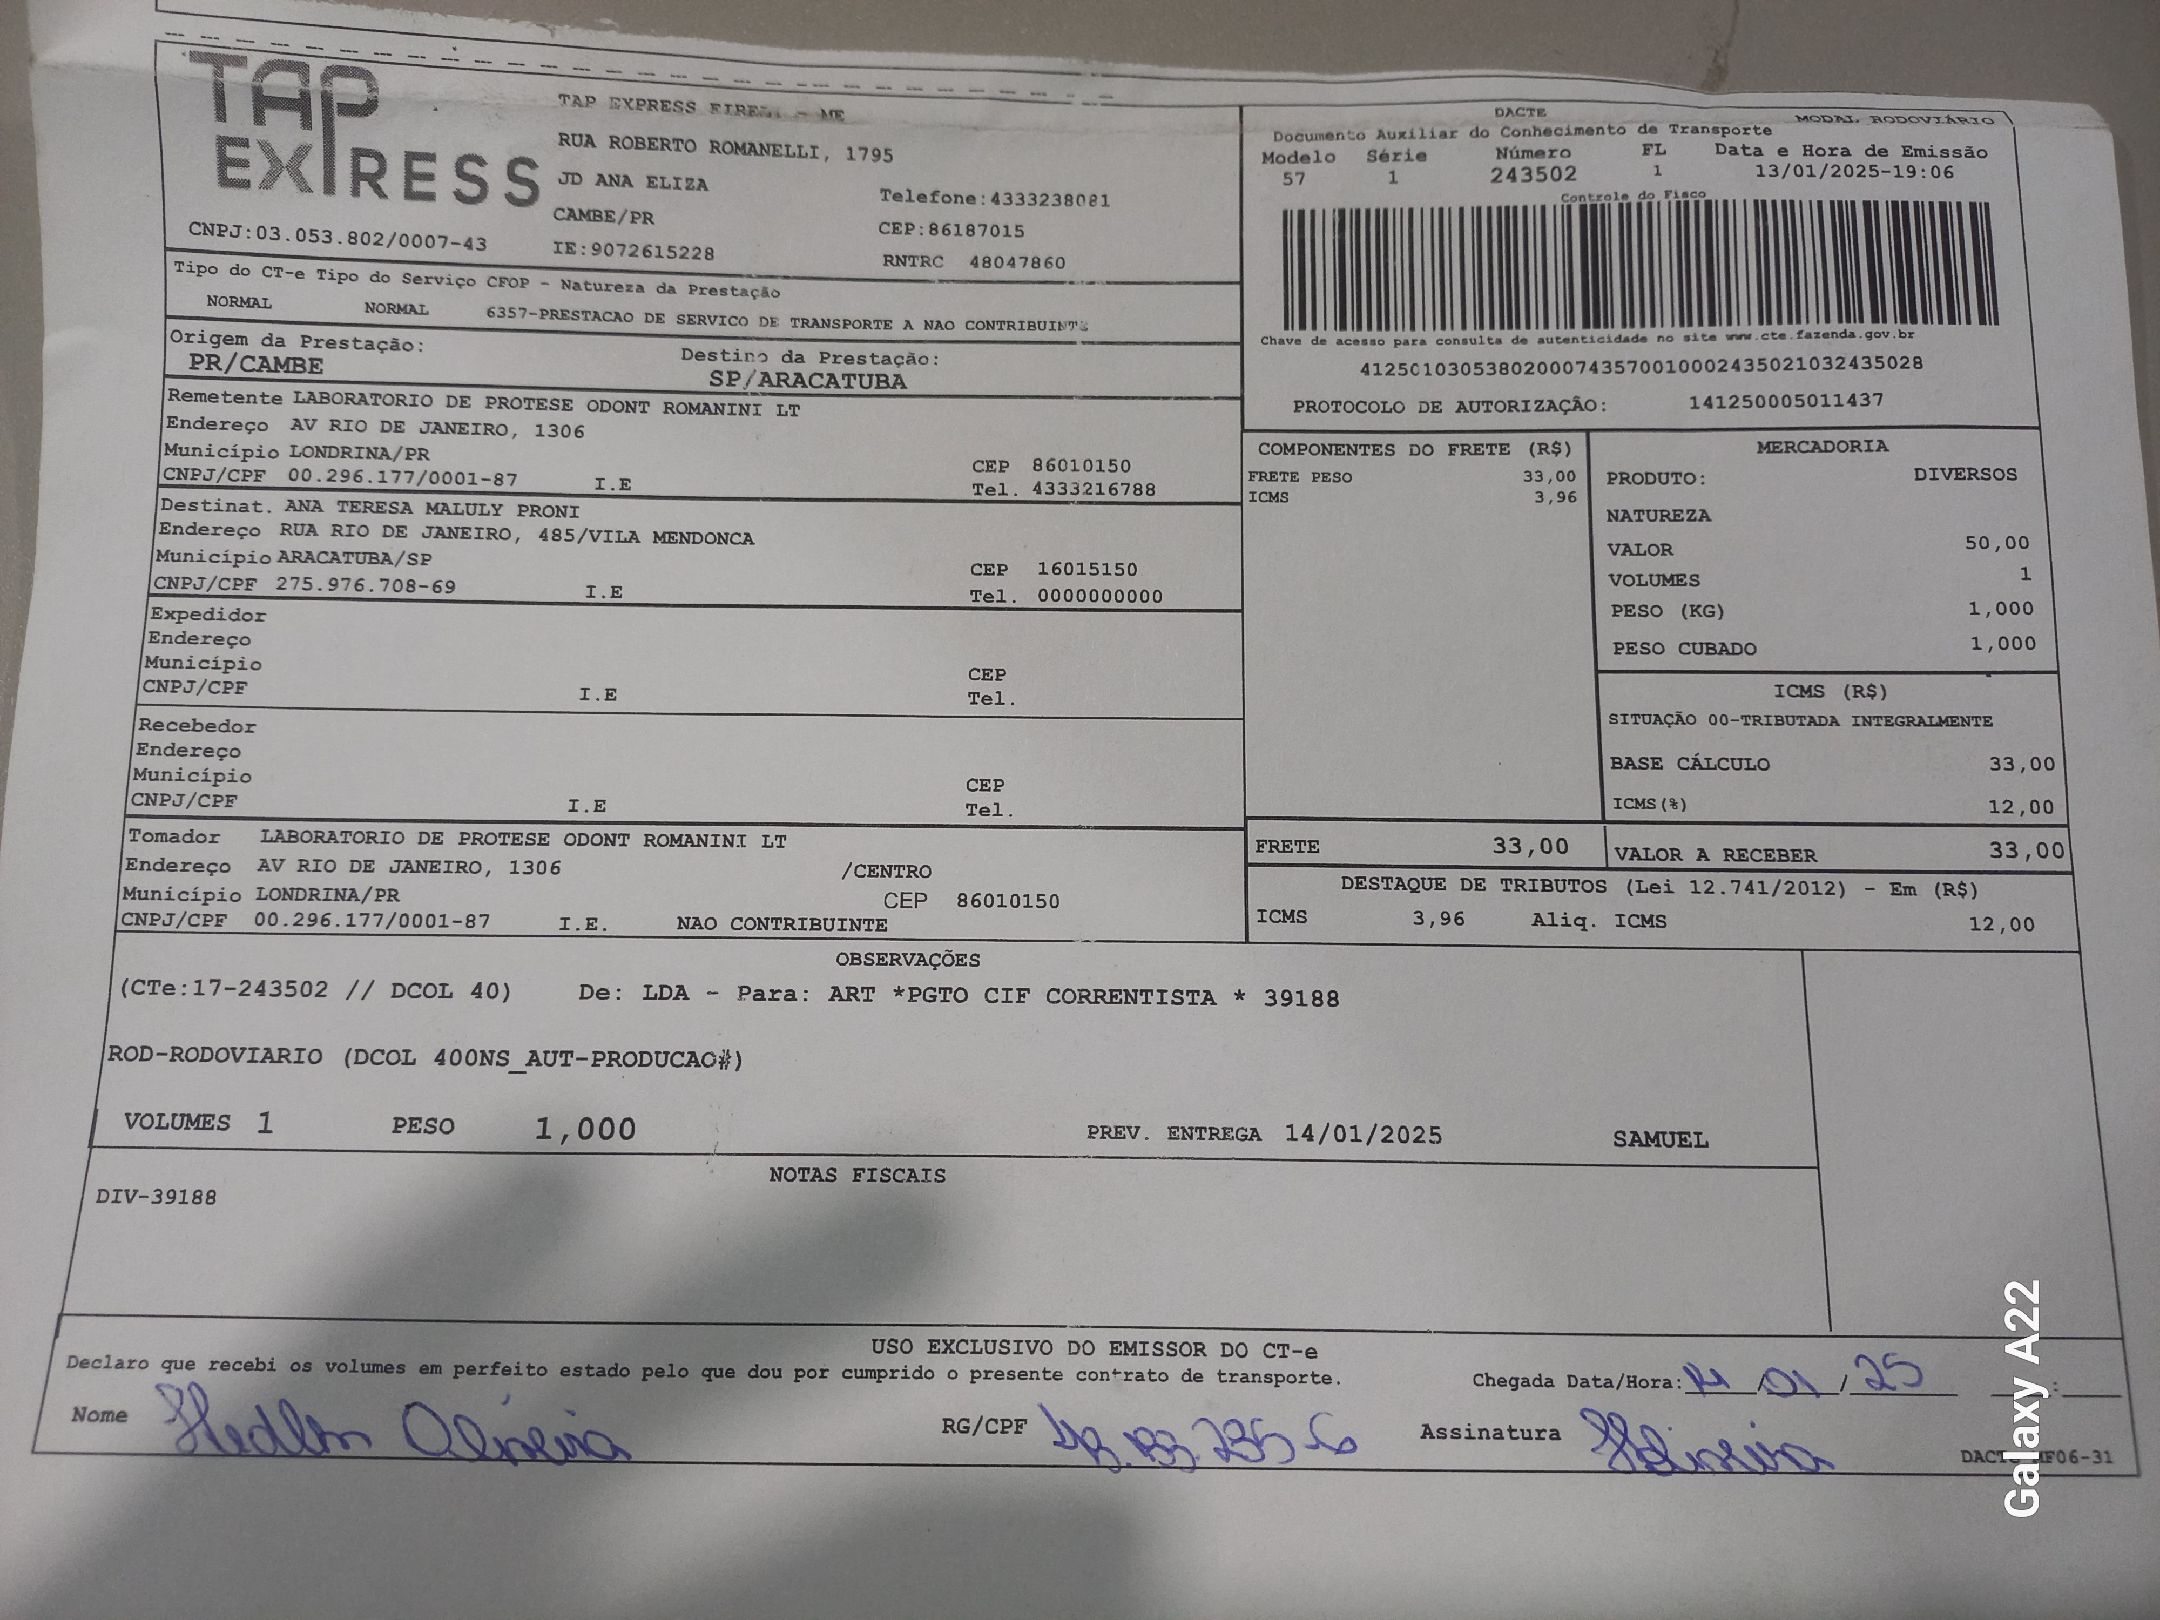 TAP EXPRESS
TAP EXPRESS EIRELI - ME
RUA ROBERTO ROMANELLI, 1795
JD ANA ELIZA
Telefone:4333238081
CAMBE/PR
CEP:86187015
CNPJ:03.053.802/0007-43
IE:9072615228
RNTRC 48047860
DACTE
MODAL RODOVIÁRIO
Documento Auxiliar do Conhecimento de Transporte
Modelo Série Número FL Data e Hora de Emissão
57 1 243502 1 13/01/2025-19:06
Controle do Fisco
Chave de acesso para consulta de autenticidade no site www.cte.fazenda.gov.br
41250103053802000743570010002435021032435028
PROTOCOLO DE AUTORIZAÇÃO: 141250005011437
Tipo do CT-e Tipo do Serviço CFOP - Natureza da Prestação
NORMAL NORMAL 6357-PRESTACAO DE SERVICO DE TRANSPORTE A NAO CONTRIBUINTE
Origem da Prestação: Destino da Prestação:
PR/CAMBE SP/ARACATUBA
Remetente LABORATORIO DE PROTESE ODONT ROMANINI LT
Endereço AV RIO DE JANEIRO, 1306
Município LONDRINA/PR CEP 86010150
CNPJ/CPF 00.296.177/0001-87 I.E Tel. 4333216788
Destinat. ANA TERESA MALULY PRONI
Endereço RUA RIO DE JANEIRO, 485/VILA MENDONCA
Município ARACATUBA/SP CEP 16015150
CNPJ/CPF 275.976.708-69 I.E Tel. 0000000000
Expedidor
Endereço
Município CEP
CNPJ/CPF I.E Tel.
Recebedor
Endereço
Município CEP
CNPJ/CPF I.E Tel.
Tomador LABORATORIO DE PROTESE ODONT ROMANINI LT
Endereço AV RIO DE JANEIRO, 1306 /CENTRO
Município LONDRINA/PR CEP 86010150
CNPJ/CPF 00.296.177/0001-87 I.E. NAO CONTRIBUINTE
COMPONENTES DO FRETE (R$)
FRETE PESO 33,00
ICMS 3,96
MERCADORIA
PRODUTO: DIVERSOS
NATUREZA
VALOR 50,00
VOLUMES 1
PESO (KG) 1,000
PESO CUBADO 1,000
ICMS (R$)
SITUAÇÃO 00-TRIBUTADA INTEGRALMENTE
BASE CÁLCULO 33,00
ICMS(%) 12,00
FRETE 33,00 VALOR A RECEBER 33,00
DESTAQUE DE TRIBUTOS (Lei 12.741/2012) - Em (R$)
ICMS 3,96 Aliq. ICMS 12,00
OBSERVAÇÕES
(CTe:17-243502 // DCOL 40) De: LDA - Para: ART *PGTO CIF CORRENTISTA * 39188
ROD-RODOVIARIO (DCOL 400NS_AUT-PRODUCAO#)
VOLUMES 1 PESO 1,000 PREV. ENTREGA 14/01/2025 SAMUEL
NOTAS FISCAIS
DIV-39188
USO EXCLUSIVO DO EMISSOR DO CT-e
Declaro que recebi os volumes em perfeito estado pelo que dou por cumprido o presente contrato de transporte.
Chegada Data/Hora: 14/01/25 :
Nome Oliveira RG/CPF Assinatura
F06-31
Galaxy A22